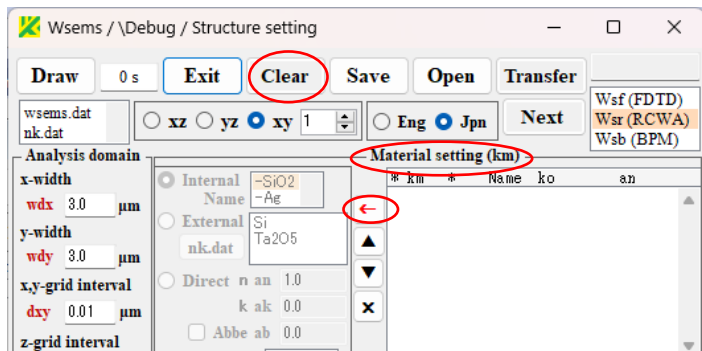 Wsems / \Debug / Structure setting
Draw 0 s Exit Clear Save Open Transfer
wsems.dat
nk.dat
xz yz xy 1 Eng Jpn Next
Wsf (FDTD)
Wsr (RCWA)
Wsb (BPM)
Analysis domain
x-width
wdx 3.0 μm
y-width
wdy 3.0 μm
x,y-grid interval
dxy 0.01 μm
z-grid interval
Internal Name
-SiO2
-Ag
External
nk.dat
Si
Ta2O5
Direct n an 1.0
k ak 0.0
Abbe ab 0.0
←
▲
▼
x
Material setting (km)
* km * Name ko an